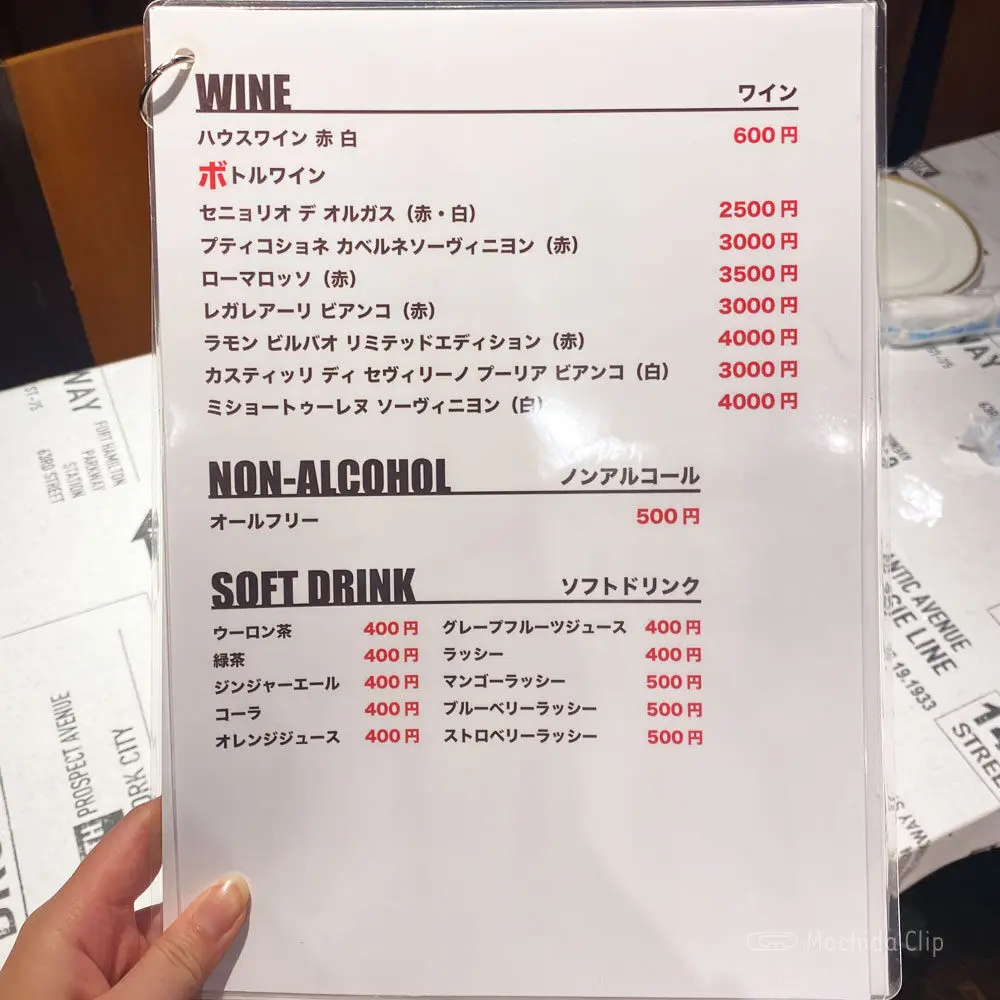 WINE ワイン
ハウスワイン 赤 白 600円
ボトルワイン
セニョリオ デ オルガス（赤・白） 2500円
プティコショネ カベルネソーヴィニヨン（赤） 3000円
ローマロッソ（赤） 3500円
レガレアーリ ビアンコ（赤） 3000円
ラモン ビルバオ リミテッドエディション（赤） 4000円
カスティッリ ディ セヴィリーノ プーリア ビアンコ（白） 3000円
ミショートゥーレヌ ソーヴィニヨン（白） 4000円
NON-ALCOHOL ノンアルコール
オールフリー 500円
SOFT DRINK ソフトドリンク
ウーロン茶 400円 グレープフルーツジュース 400円
緑茶 400円 ラッシー 400円
ジンジャーエール 400円 マンゴーラッシー 500円
コーラ 400円 ブルーベリーラッシー 500円
オレンジジュース 400円 ストロベリーラッシー 500円
WAY
FORT HAMILTON
PARKWAY
STATION
63RD STREET
PROSPECT AVENUE
ORK CITY
ANTIC AVENUE
SIE LINE
19.1933
STREE
WAY
Machida Clip